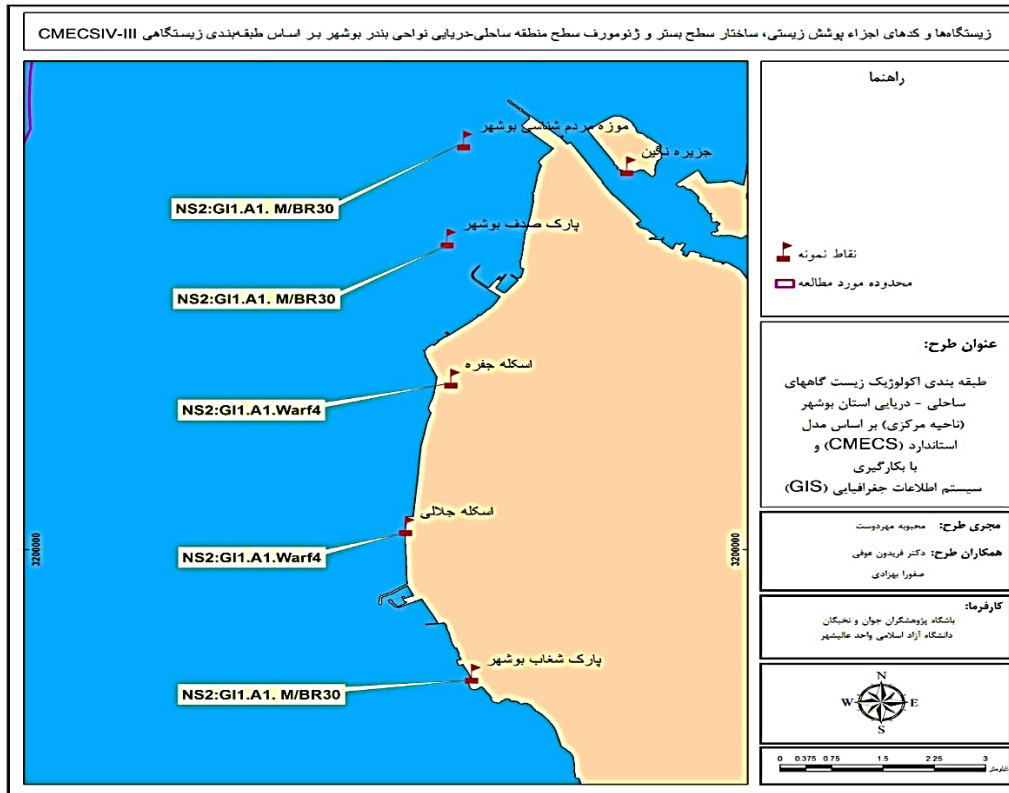 زیستگاه‌ها و کدهای اجزاء پوشش زیستی، ساختار سطح بستر و ژئومورف سطح منطقه ساحلی-دریایی نواحی بندر بوشهر بر اساس طبقه‌بندی زیستگاهی CMECSIV-III
موزه مردم شناسی بوشهر
جزیره نگین
NS2:GI1.A1. M/BR30
پارک صدف بوشهر
NS2:GI1.A1. M/BR30
اسکله جفره
NS2:GI1.A1.Warf4
اسکله جلالی
NS2:GI1.A1.Warf4
3200000
3200000
پارک شغاب بوشهر
NS2:GI1.A1. M/BR30
راهنما
نقاط نمونه
محدوده مورد مطالعه
عنوان طرح:
طبقه بندی اکولوژیک زیست گاههای
ساحلی - دریایی استان بوشهر
(ناحیه مرکزی) بر اساس مدل
استاندارد (CMECS) و
با بکارگیری
سیستم اطلاعات جغرافیایی (GIS)
مجری طرح: محبوبه مهردوست
همکاران طرح: دکتر فریدون عوفی
صفورا بهزادی
کارفرما:
باشگاه پژوهشگران جوان و نخبگان
دانشگاه آزاد اسلامی واحد عالیشهر
N
W E
S
0 0.375 0.75 1.5 2.25 3
کیلومتر